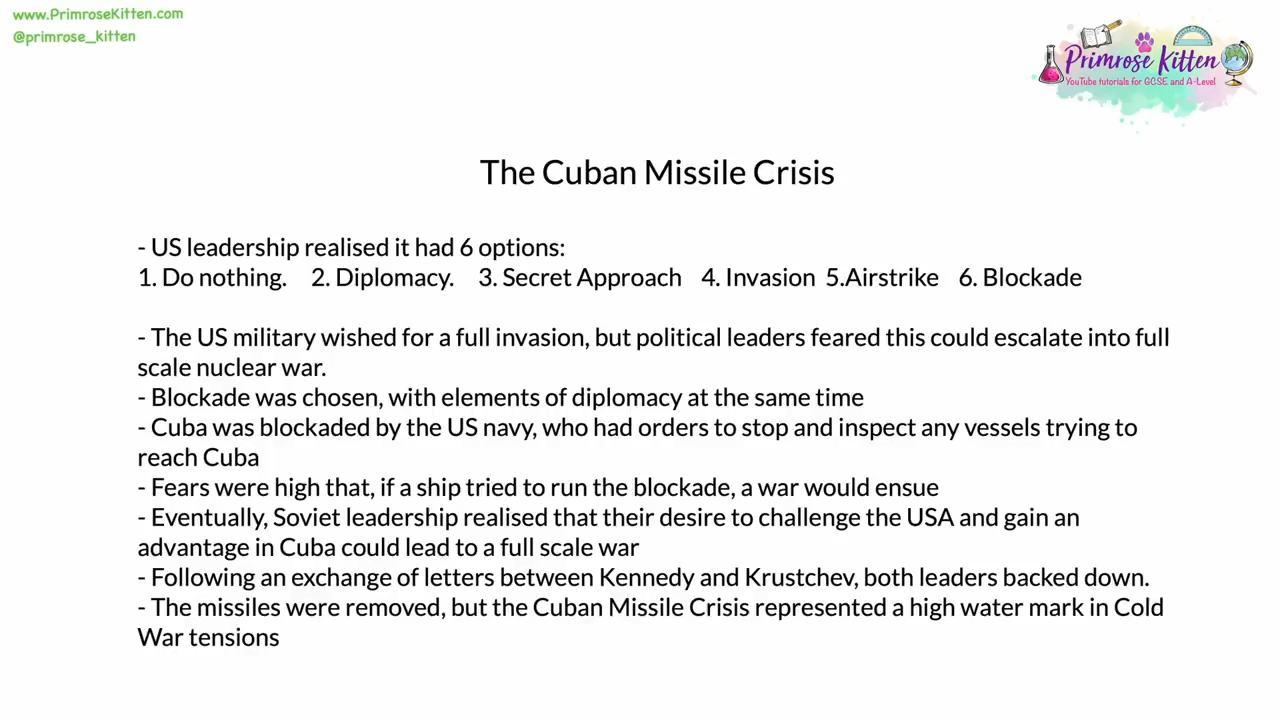 www.PrimroseKitten.com
@primrose_kitten
Primrose Kitten
YouTube tutorials for GCSE and A-Level
The Cuban Missile Crisis
- US leadership realised it had 6 options:
1. Do nothing. 2. Diplomacy. 3. Secret Approach 4. Invasion 5.Airstrike 6. Blockade
- The US military wished for a full invasion, but political leaders feared this could escalate into full
scale nuclear war.
- Blockade was chosen, with elements of diplomacy at the same time
- Cuba was blockaded by the US navy, who had orders to stop and inspect any vessels trying to
reach Cuba
- Fears were high that, if a ship tried to run the blockade, a war would ensue
- Eventually, Soviet leadership realised that their desire to challenge the USA and gain an
advantage in Cuba could lead to a full scale war
- Following an exchange of letters between Kennedy and Krustchev, both leaders backed down.
- The missiles were removed, but the Cuban Missile Crisis represented a high water mark in Cold
War tensions